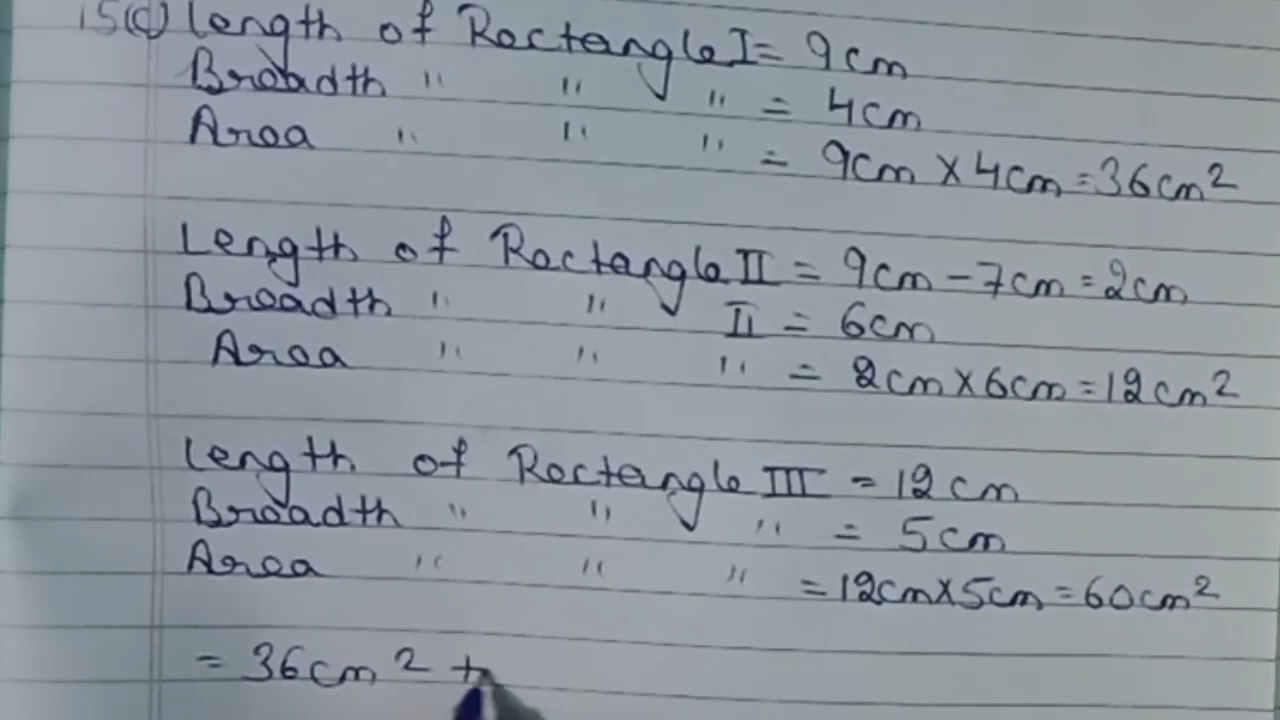 15(c) Length of Rectangle I = 9cm
Breadth " " " = 4cm
Area " " " = 9cm × 4cm = 36cm²
Length of Rectangle II = 9cm - 7cm = 2cm
Breadth " " II = 6cm
Area " " " = 2cm × 6cm = 12cm²
Length of Rectangle III = 12cm
Breadth " " " = 5cm
Area " " " = 12cm × 5cm = 60cm²
= 36cm² +